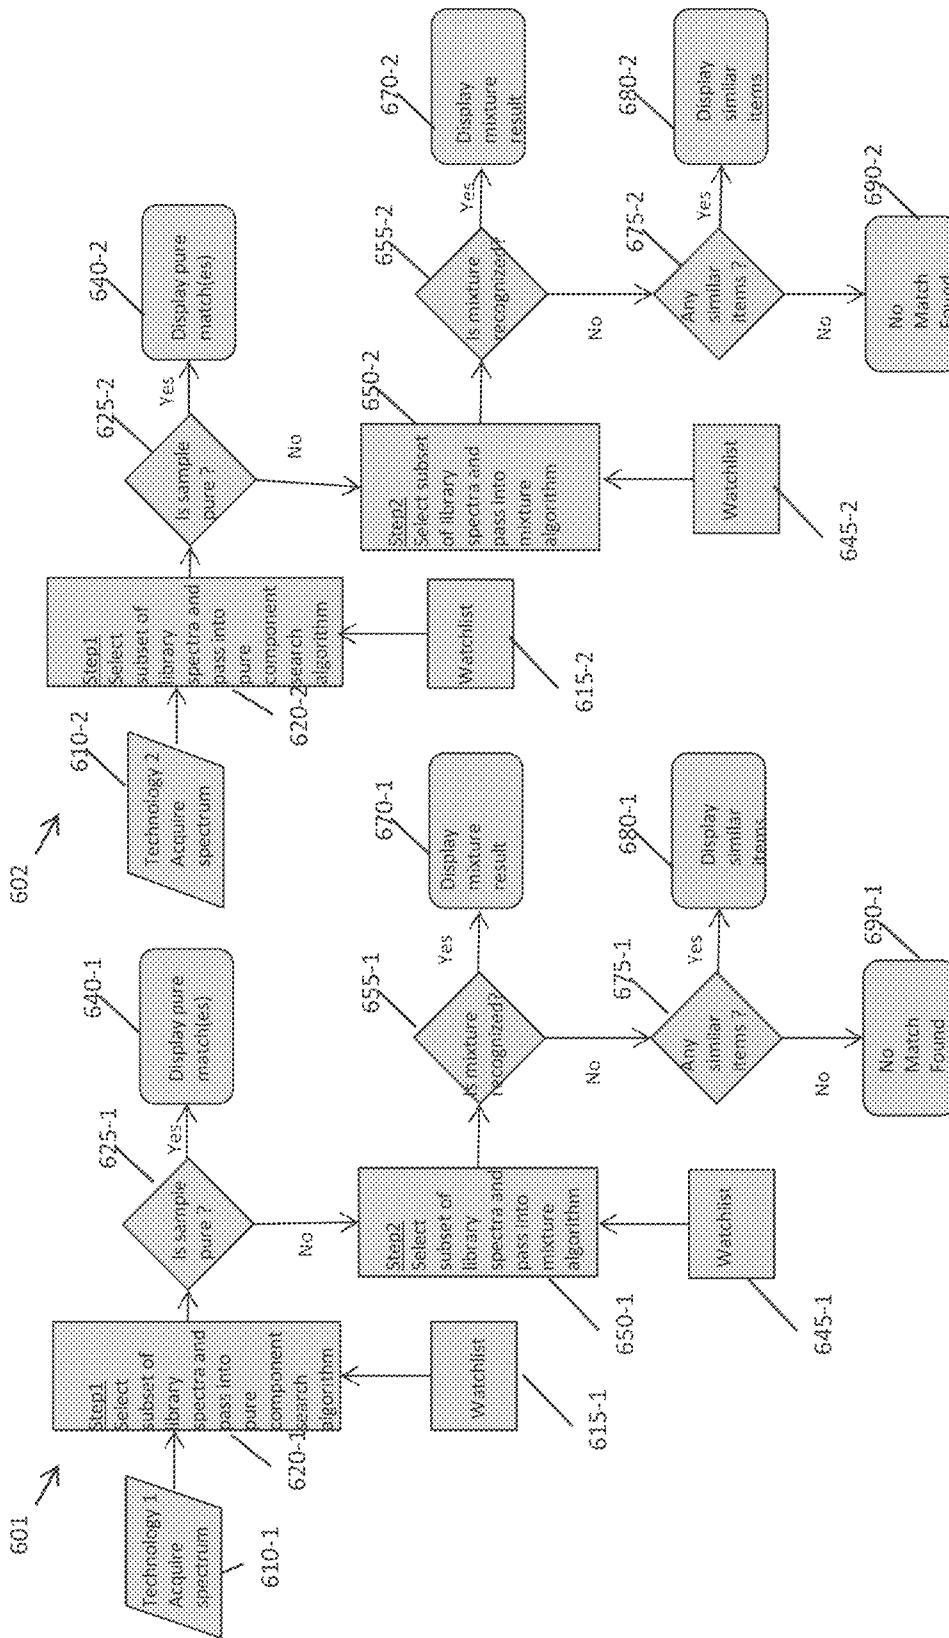 601
610-1
Technology 1
Acquire
spectrum
620-1
Step1
Select
subset of
library
spectra and
pass into
pure
component
search
algorithm
615-1
Watchlist
625-1
Is sample
pure ?
Yes
640-1
Display pure
match(es)
No
650-1
Step2
Select
subset of
library
spectra and
pass into
mixture
algorithm
645-1
Watchlist
655-1
Is mixture
recognized?
Yes
670-1
Display
mixture
result
No
675-1
Any
similar
items ?
Yes
680-1
Display
similar
items
No
690-1
No
Match
Found
602
610-2
Technology 2
Acquire
spectrum
620-2
Step1
Select
subset of
library
spectra and
pass into
pure
component
search
algorithm
615-2
Watchlist
625-2
Is sample
pure ?
Yes
640-2
Display pure
match(es)
No
650-2
Step2
Select subset
of library
spectra and
pass into
mixture
algorithm
645-2
Watchlist
655-2
Is mixture
recognized?
Yes
670-2
Display
mixture
result
No
675-2
Any
similar
items ?
Yes
680-2
Display
similar
items
No
690-2
No
Match